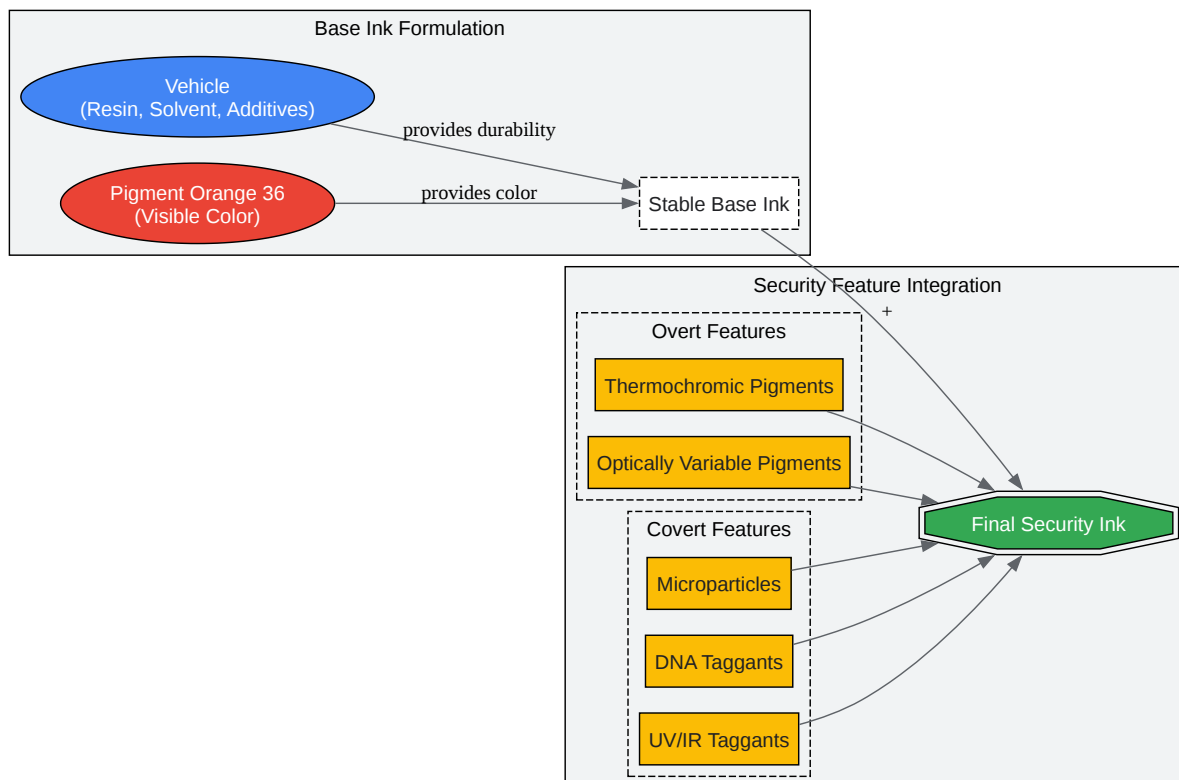 Base Ink Formulation
Vehicle
(Resin, Solvent, Additives)
provides durability
Pigment Orange 36
(Visible Color)
provides color
Stable Base Ink
Security Feature Integration
+
Overt Features
Thermochromic Pigments
Optically Variable Pigments
Final Security Ink
Covert Features
Microparticles
DNA Taggants
UV/IR Taggants